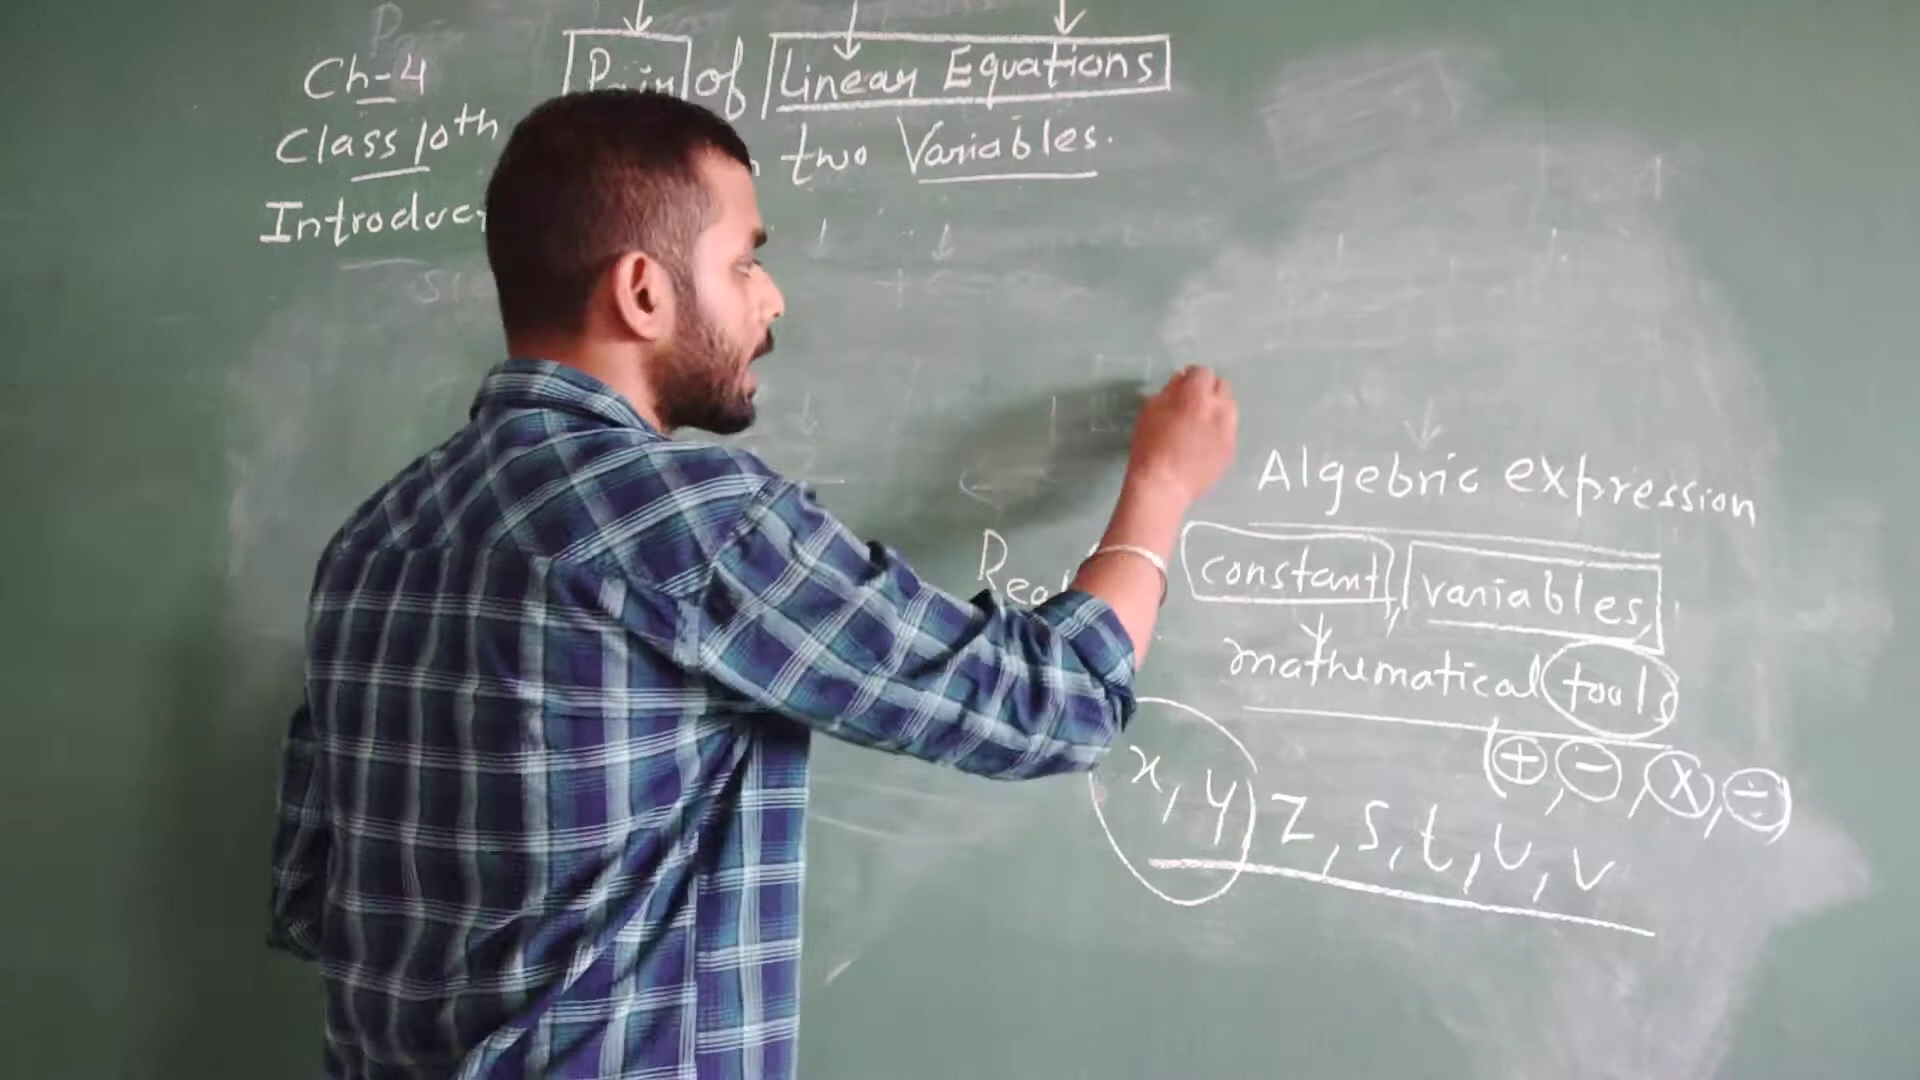 Ch-4
Pair of Linear Equations
Class 10th
two Variables.
Introduc
Algebric expression
Real
constant, variables,
mathematical tools
(+, -, x, ÷)
x, y, z, s, t, u, v